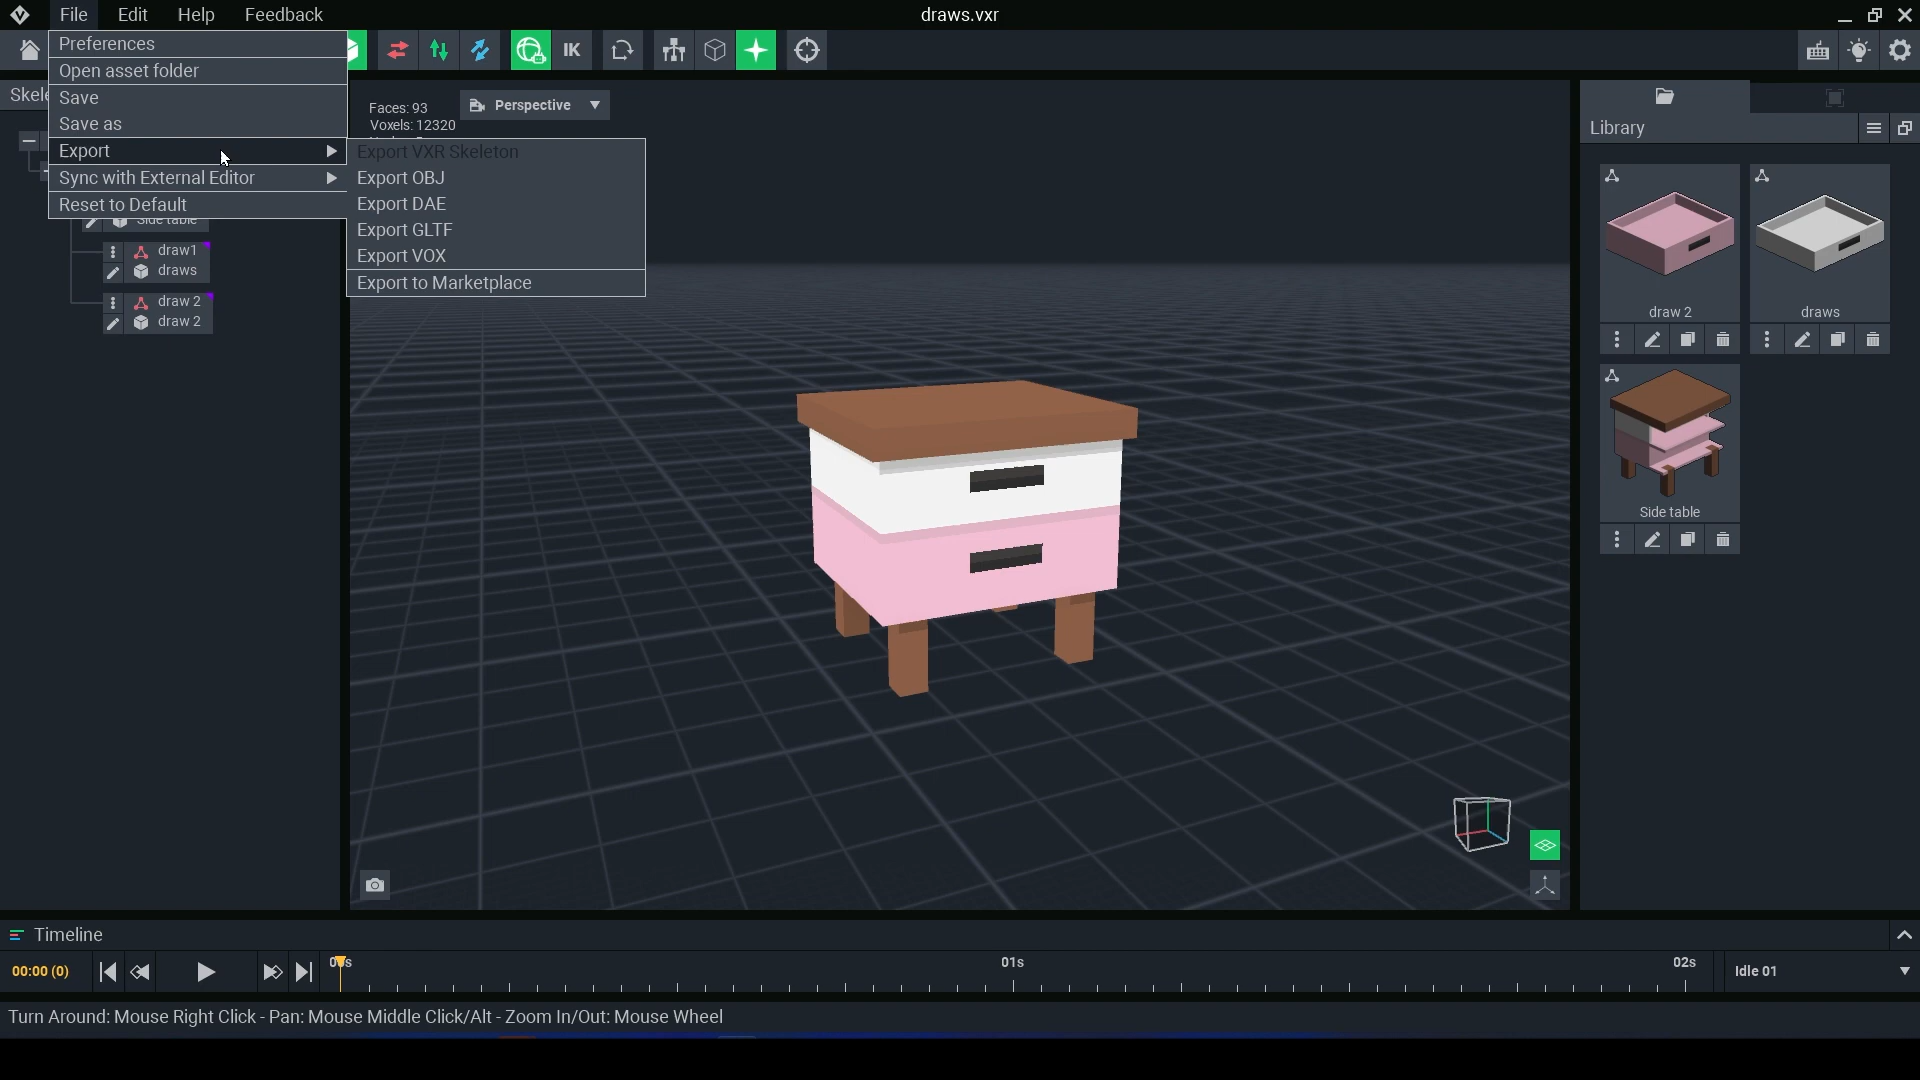 File Edit Help Feedback
draws.vxr
Preferences
Open asset folder
Save
Save as
Export
Sync with External Editor
Reset to Default
Export VXR Skeleton
Export OBJ
Export DAE
Export GLTF
Export VOX
Export to Marketplace
IK
Skele
Side table
draw1
draws
draw 2
draw 2
Faces: 93
Voxels: 12320
Perspective
Library
draw 2
draws
Side table
Timeline
00:00 (0)
01s
02s
Idle 01
Turn Around: Mouse Right Click - Pan: Mouse Middle Click/Alt - Zoom In/Out: Mouse Wheel